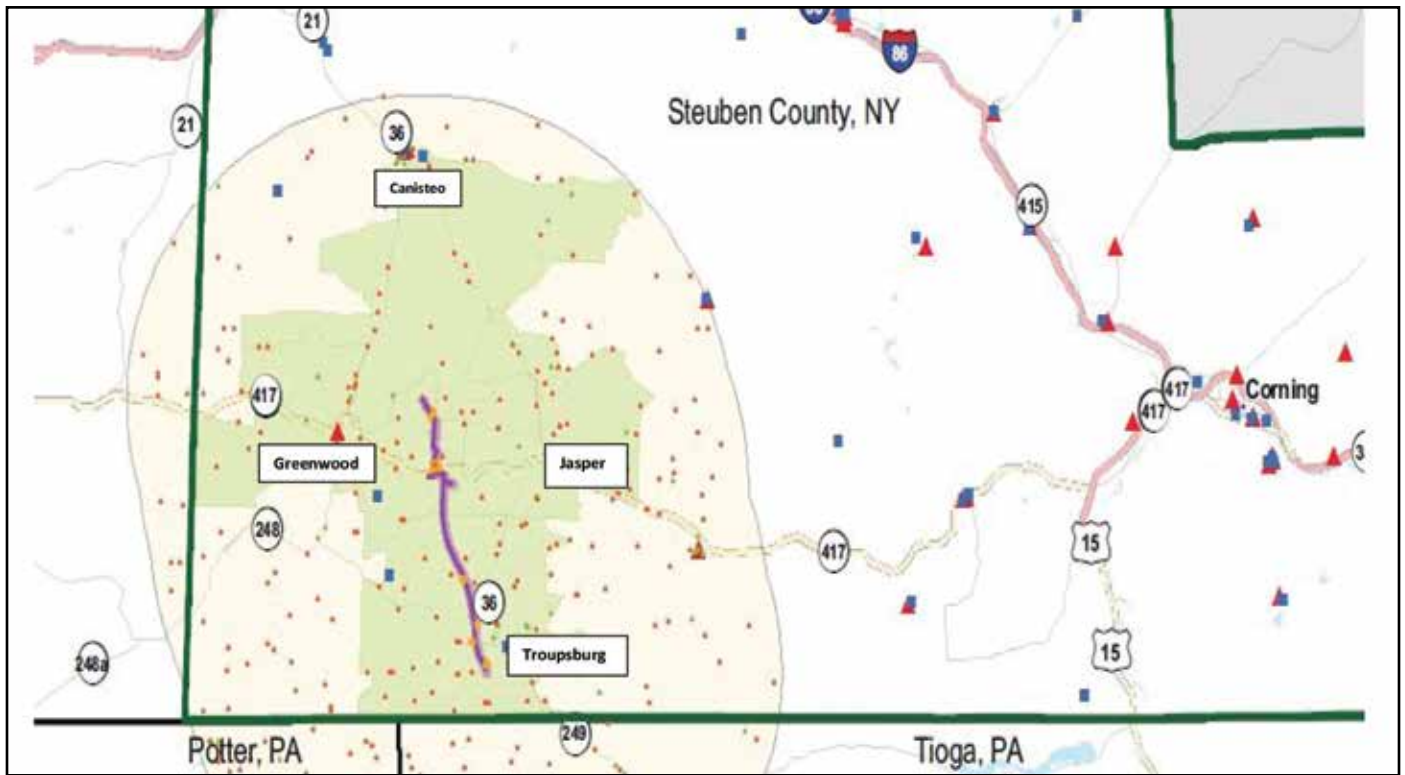 21
86
21
36
Steuben County, NY
Canisteo
415
417
417
417
Corning
Greenwood
Jasper
248
417
15
36
Troupsburg
15
248a
249
Potter, PA
Tioga, PA